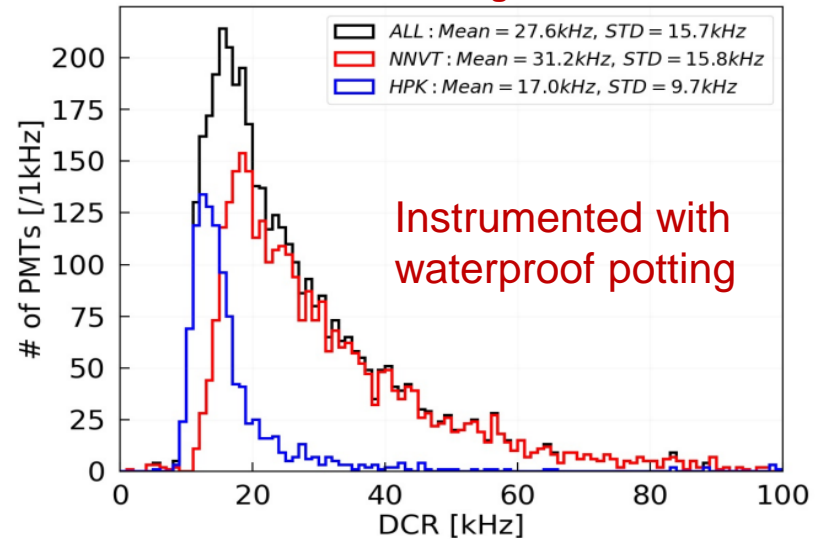 ALL : Mean = 27.6kHz, STD = 15.7kHz
NNVT : Mean = 31.2kHz, STD = 15.8kHz
HPK : Mean = 17.0kHz, STD = 9.7kHz
Instrumented with
waterproof potting
# of PMTs [/1kHz]
200
175
150
125
100
75
50
25
0
0 20 40 60 80 100
DCR [kHz]